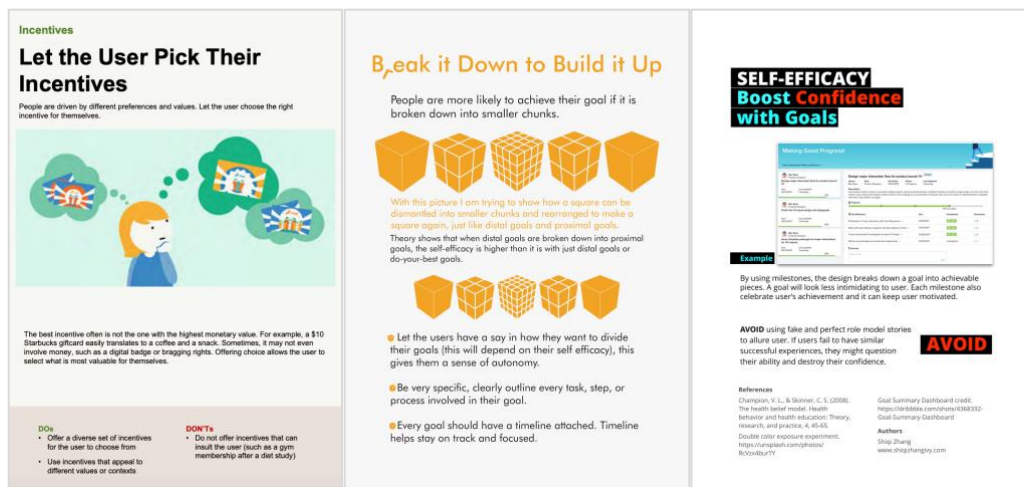 Incentives
Let the User Pick Their
Incentives
People are driven by different preferences and values. Let the user choose the right
incentive for themselves.
The best incentive often is not the one with the highest monetary value. For example, a $10
Starbucks giftcard easily translates to a coffee and a snack. Sometimes, it may not even
involve money, such as a digital badge or bragging rights. Offering choice allows the user to
select what is most valuable for themselves.
DOs
• Offer a diverse set of incentives
for the user to choose from
• Use incentives that appeal to
different values or contexts
DON'Ts
• Do not offer incentives that can
insult the user (such as a gym
membership after a diet study)
Break it Down to Build it Up
People are more likely to achieve their goal if it is
broken down into smaller chunks.
With this picture I am trying to show how a square can be
dismantled into smaller chunks and rearranged to make a
square again, just like distal goals and proximal goals.
Theory shows that when distal goals are broken down into proximal
goals, the self-efficacy is higher than it is with just distal goals or
do-your-best goals.
Let the users have a say in how they want to divide
their goals (this will depend on their self efficacy), this
gives them a sense of autonomy.
Be very specific, clearly outline every task, step, or
process involved in their goal.
Every goal should have a timeline attached. Timeline
helps stay on track and focused.
SELF-EFFICACY
Boost Confidence
with Goals
Making Good Progress!
Example
By using milestones, the design breaks down a goal into achievable
pieces. A goal will look less intimidating to user. Each milestone also
celebrate user's achievement and it can keep user motivated.
AVOID using fake and perfect role model stories
to allure user. If users fail to have similar
successful experiences, they might question
their ability and destroy their confidence.
AVOID
References
Champion, V. L., & Skinner, C. S. (2008).
The health belief model. Health
behavior and health education: Theory,
research, and practice, 4, 45-65.
Double color exposure experiment.
https://unsplash.com/photos/
RcVzx4burTY
Goal Summary Dashboard credit.
https://dribbble.com/shots/4368332-
Goal-Summary-Dashboard
Authors
Shiqi Zhang
www.shiqizhangivy.com